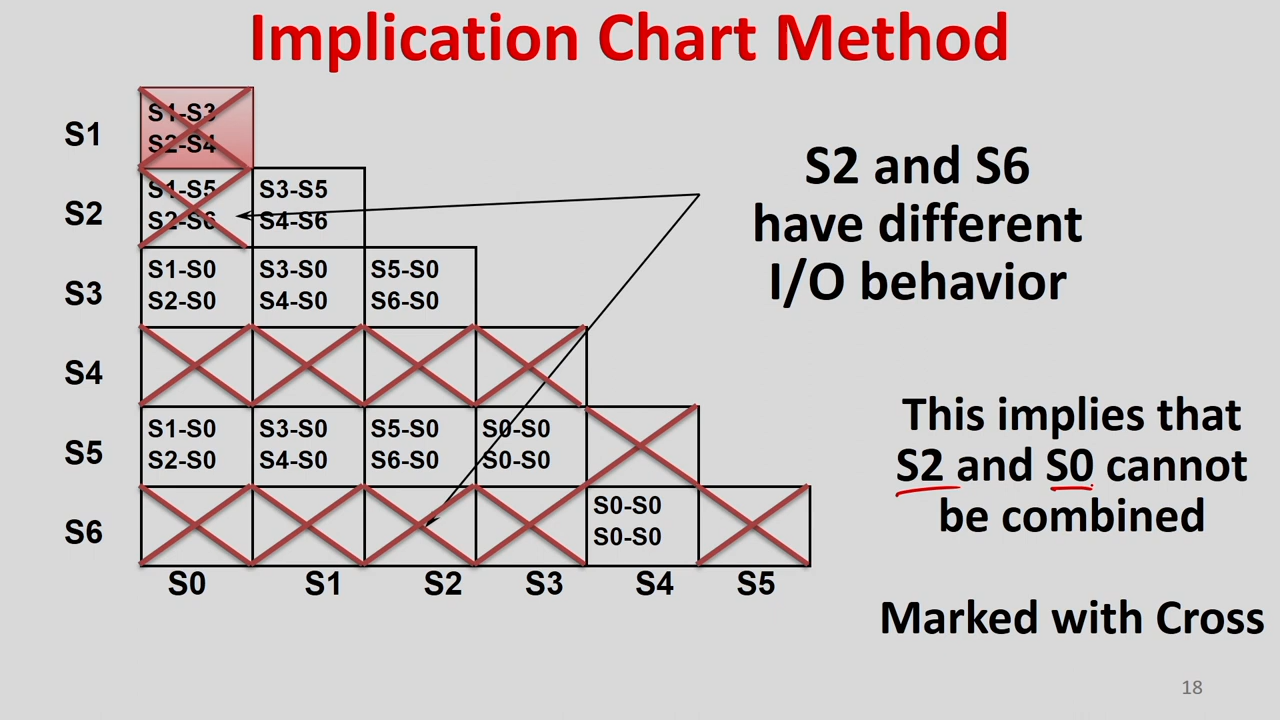 Implication Chart Method
S1
S1-S3
S2-S4
S2
S1-S5
S2-S6
S3-S5
S4-S6
S3
S1-S0
S2-S0
S3-S0
S4-S0
S5-S0
S6-S0
S4
S5
S1-S0
S2-S0
S3-S0
S4-S0
S5-S0
S6-S0
S0-S0
S0-S0
S6
S0-S0
S0-S0
S0 S1 S2 S3 S4 S5
S2 and S6
have different
I/O behavior
This implies that
S2 and S0 cannot
be combined
Marked with Cross
18